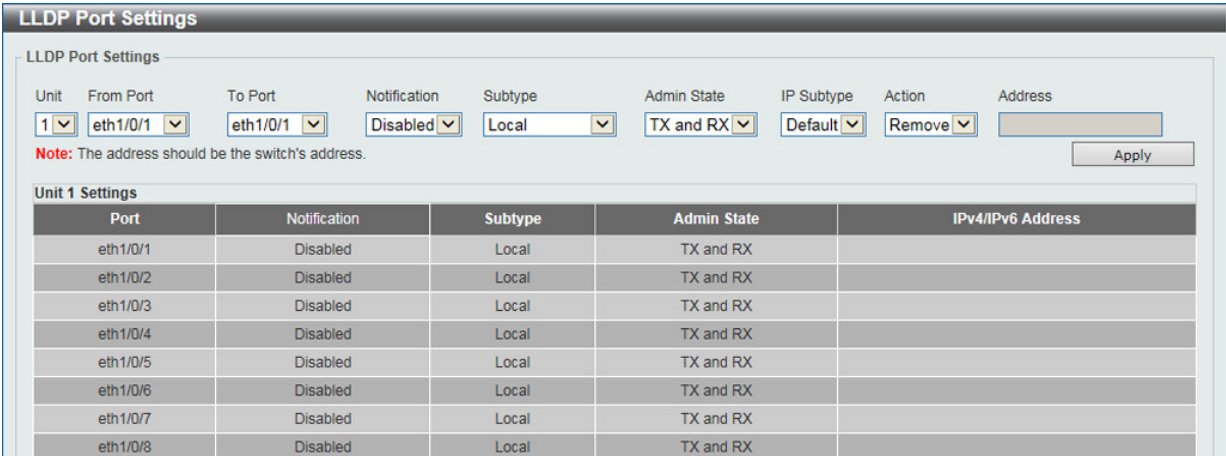 LLDP Port Settings
LLDP Port Settings
Unit From Port To Port Notification Subtype Admin State IP Subtype Action Address
1 eth1/0/1 eth1/0/1 Disabled Local TX and RX Default Remove
Note: The address should be the switch's address.
Apply
Unit 1 Settings
Port Notification Subtype Admin State IPv4/IPv6 Address
eth1/0/1 Disabled Local TX and RX
eth1/0/2 Disabled Local TX and RX
eth1/0/3 Disabled Local TX and RX
eth1/0/4 Disabled Local TX and RX
eth1/0/5 Disabled Local TX and RX
eth1/0/6 Disabled Local TX and RX
eth1/0/7 Disabled Local TX and RX
eth1/0/8 Disabled Local TX and RX